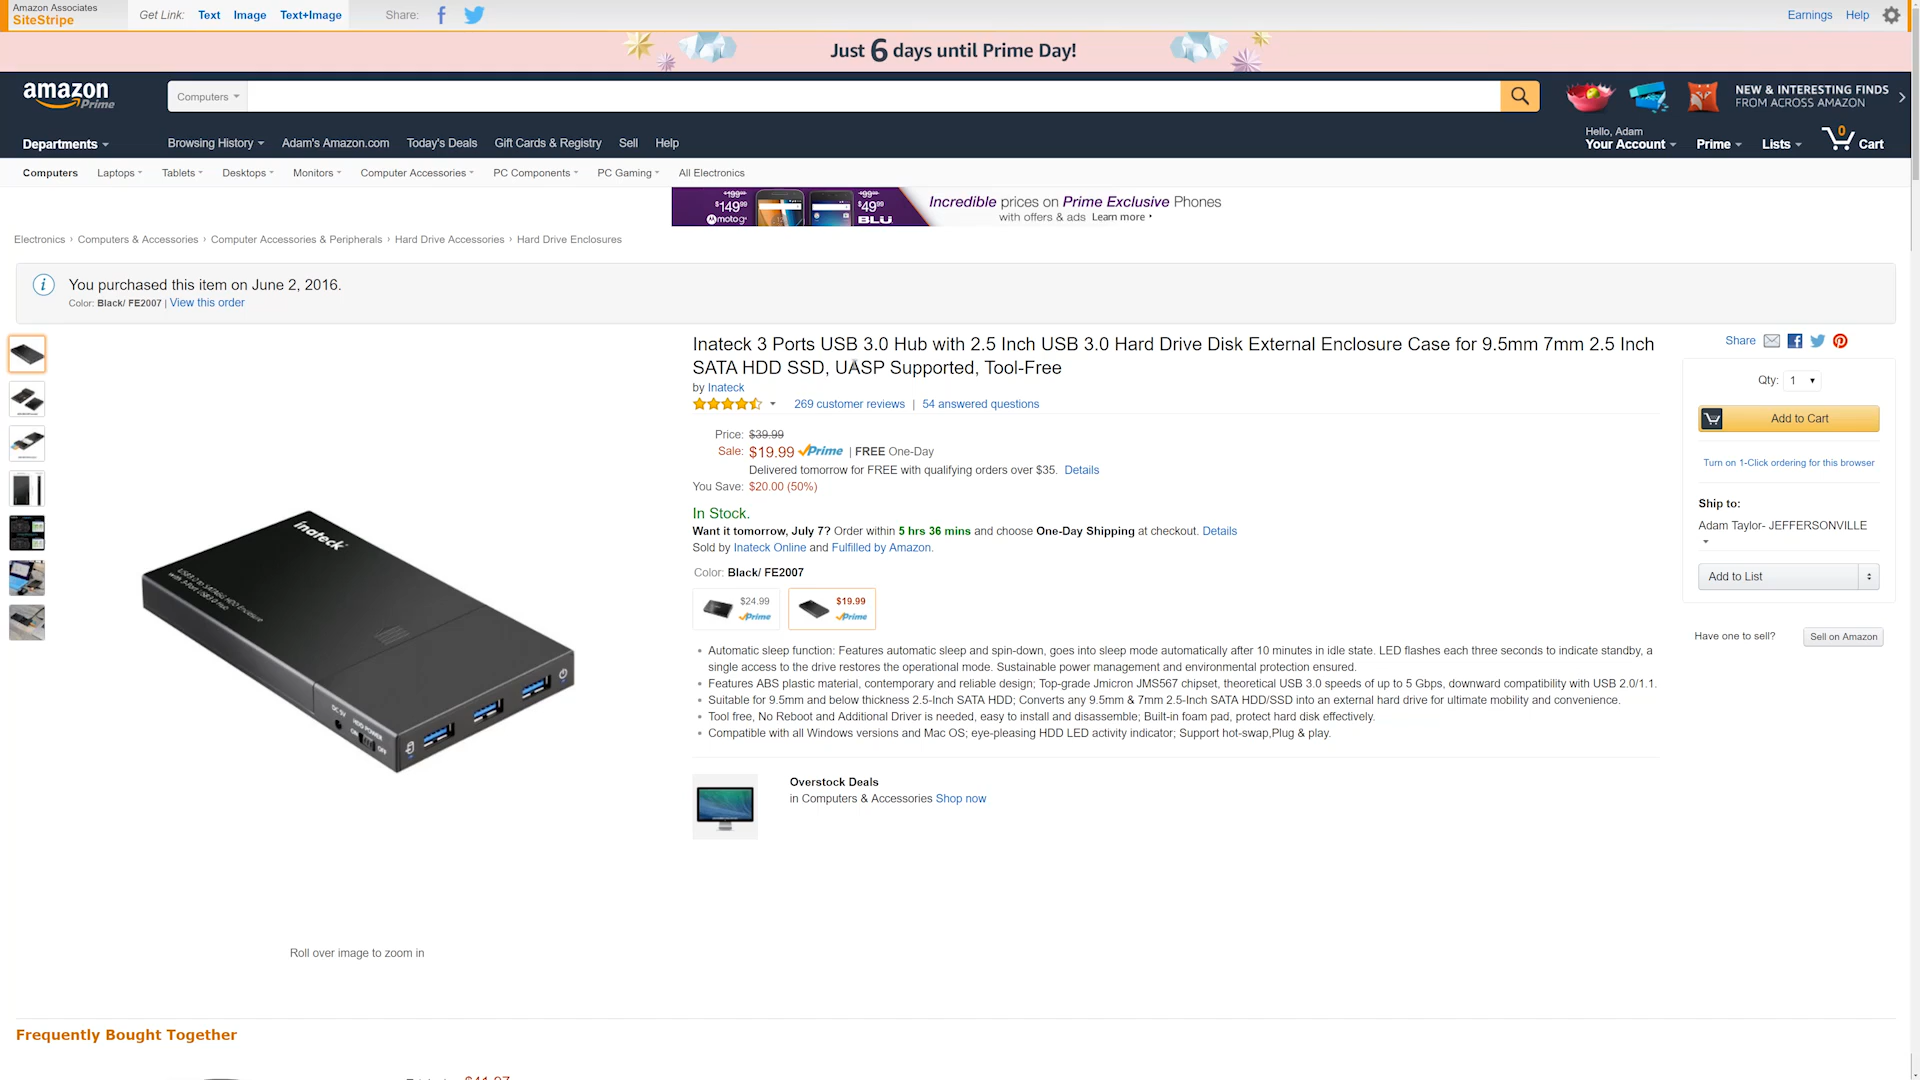 Amazon Associates
SiteStripe
Get Link: Text Image Text+Image Share:
Earnings Help
Just 6 days until Prime Day!
amazon Prime
Computers
NEW & INTERESTING FINDS
FROM ACROSS AMAZON
Departments
Browsing History Adam's Amazon.com Today's Deals Gift Cards & Registry Sell Help
Hello, Adam
Your Account Prime Lists 0 Cart
Computers Laptops Tablets Desktops Monitors Computer Accessories PC Components PC Gaming All Electronics
$199⁹⁹ $149⁹⁹ moto g
$99⁹⁹ $49⁹⁹ BLU
Incredible prices on Prime Exclusive Phones
with offers & ads Learn more
Electronics › Computers & Accessories › Computer Accessories & Peripherals › Hard Drive Accessories › Hard Drive Enclosures
You purchased this item on June 2, 2016.
Color: Black/ FE2007 | View this order
Inateck 3 Ports USB 3.0 Hub with 2.5 Inch USB 3.0 Hard Drive Disk External Enclosure Case for 9.5mm 7mm 2.5 Inch
SATA HDD SSD, UASP Supported, Tool-Free
by Inateck
269 customer reviews | 54 answered questions
Price: $39.99
Sale: $19.99 Prime | FREE One-Day
Delivered tomorrow for FREE with qualifying orders over $35. Details
You Save: $20.00 (50%)
In Stock.
Want it tomorrow, July 7? Order within 5 hrs 36 mins and choose One-Day Shipping at checkout. Details
Sold by Inateck Online and Fulfilled by Amazon.
Color: Black/ FE2007
$24.99 Prime
$19.99 Prime
• Automatic sleep function: Features automatic sleep and spin-down, goes into sleep mode automatically after 10 minutes in idle state. LED flashes each three seconds to indicate standby, a
single access to the drive restores the operational mode. Sustainable power management and environmental protection ensured.
• Features ABS plastic material, contemporary and reliable design; Top-grade Jmicron JMS567 chipset, theoretical USB 3.0 speeds of up to 5 Gbps, downward compatibility with USB 2.0/1.1.
• Suitable for 9.5mm and below thickness 2.5-Inch SATA HDD; Converts any 9.5mm & 7mm 2.5-Inch SATA HDD/SSD into an external hard drive for ultimate mobility and convenience.
• Tool free, No Reboot and Additional Driver is needed, easy to install and disassemble; Built-in foam pad, protect hard disk effectively.
• Compatible with all Windows versions and Mac OS; eye-pleasing HDD LED activity indicator; Support hot-swap,Plug & play.
Overstock Deals
in Computers & Accessories Shop now
Share
Qty: 1
Add to Cart
Turn on 1-Click ordering for this browser
Ship to:
Adam Taylor- JEFFERSONVILLE
Add to List
Have one to sell? Sell on Amazon
inateck
with 3-Port USB3.0 Hub
DC 5V
HDD POWER
ON OFF
Roll over image to zoom in
Frequently Bought Together